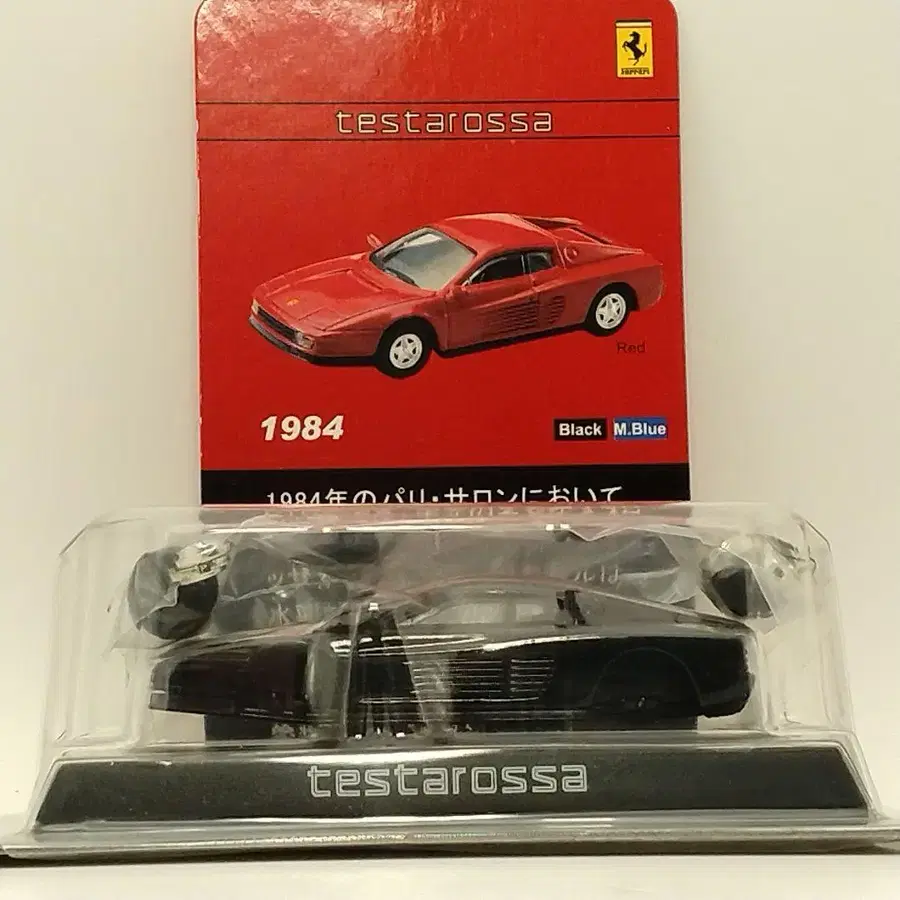 Ferrari
testarossa
Red
1984
Black M.Blue
1984年のパリ・サロンにおいて
testarossa